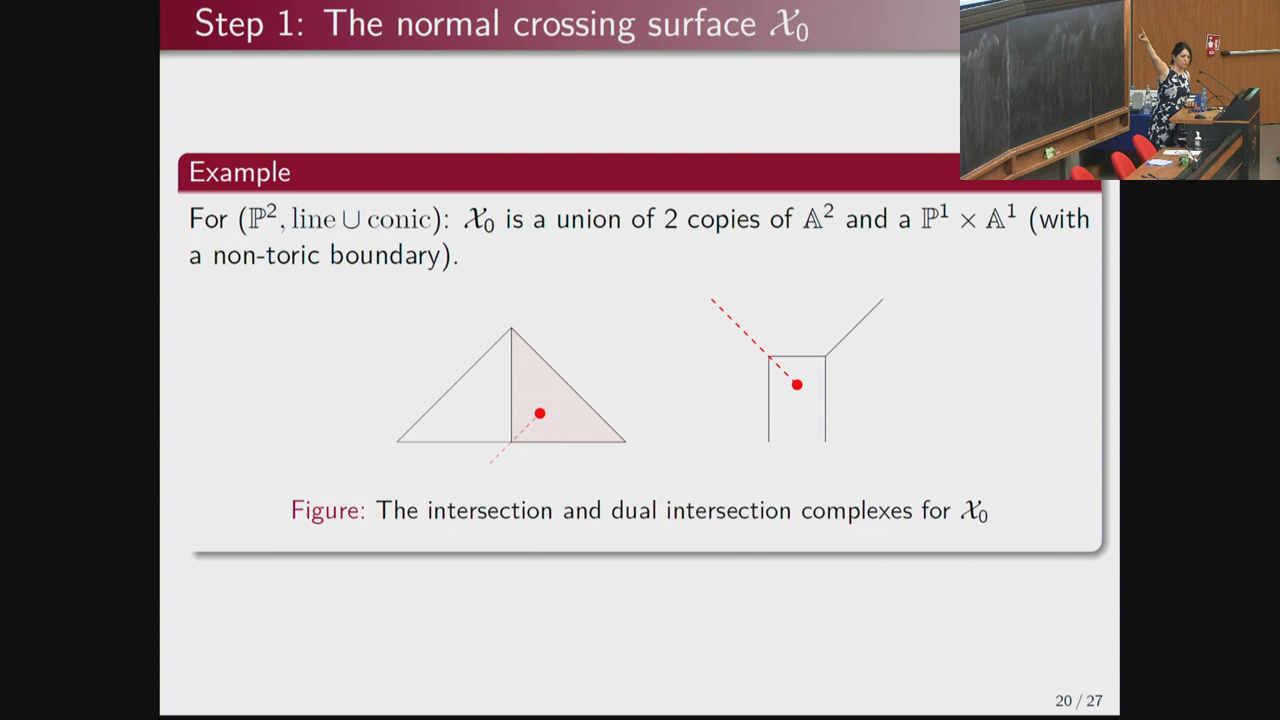 Step 1: The normal crossing surface 𝒳₀
Example
For (ℙ², line ∪ conic): 𝒳₀ is a union of 2 copies of 𝔸² and a ℙ¹ × 𝔸¹ (with
a non-toric boundary).
Figure: The intersection and dual intersection complexes for 𝒳₀
20 / 27